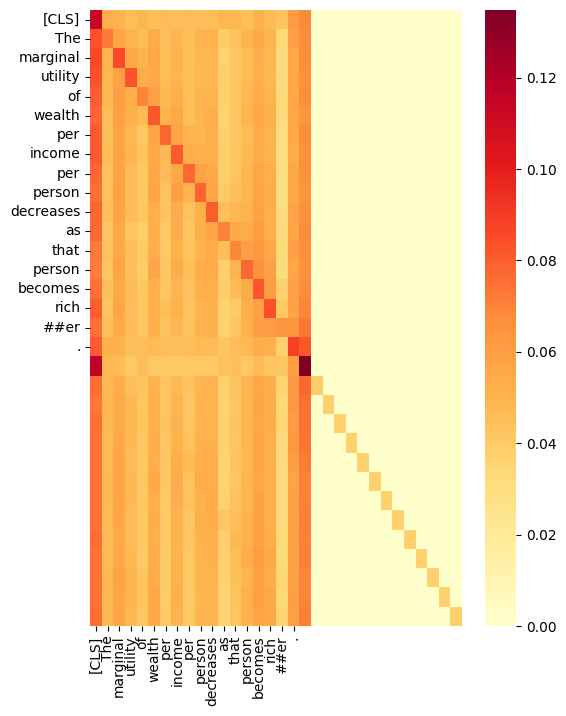 [CLS]
The
marginal
utility
of
wealth
per
income
per
person
decreases
as
that
person
becomes
rich
##er
.
0.12
0.10
0.08
0.06
0.04
0.02
0.00
[CLS]
The
marginal
utility
of
wealth
per
income
per
person
decreases
as
that
person
becomes
rich
##er
.